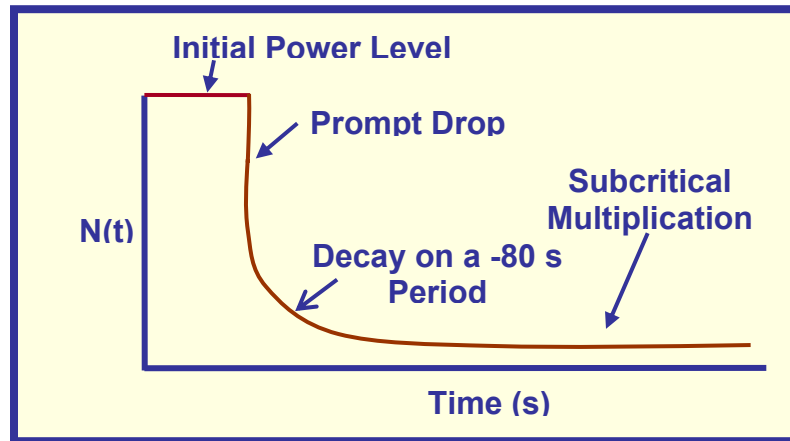 Initial Power Level
Prompt Drop
Subcritical
Multiplication
N(t)
Decay on a -80 s
Period
Time (s)